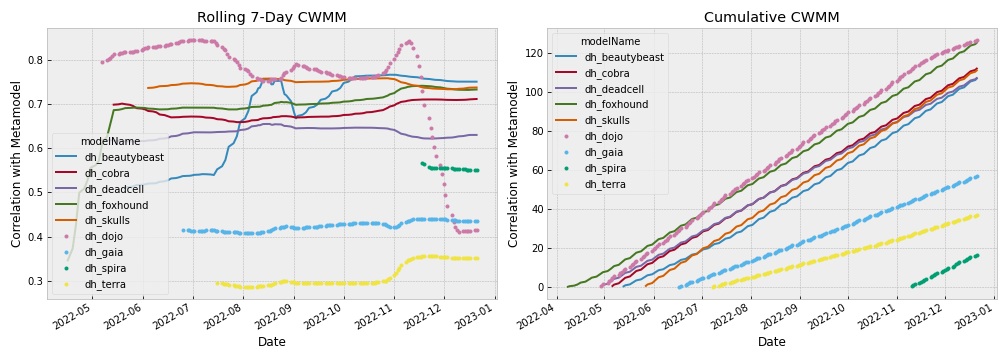 Rolling 7-Day CWMM
Correlation with Metamodel
0.8
0.7
0.6
0.5
0.4
0.3
modelName
dh_beautybeast
dh_cobra
dh_deadcell
dh_foxhound
dh_skulls
dh_dojo
dh_gaia
dh_spira
dh_terra
2022-05
2022-06
2022-07
2022-08
2022-09
2022-10
2022-11
2022-12
2023-01
Date
Cumulative CWMM
Correlation with Metamodel
120
100
80
60
40
20
0
modelName
dh_beautybeast
dh_cobra
dh_deadcell
dh_foxhound
dh_skulls
dh_dojo
dh_gaia
dh_spira
dh_terra
2022-04
2022-05
2022-06
2022-07
2022-08
2022-09
2022-10
2022-11
2022-12
2023-01
Date